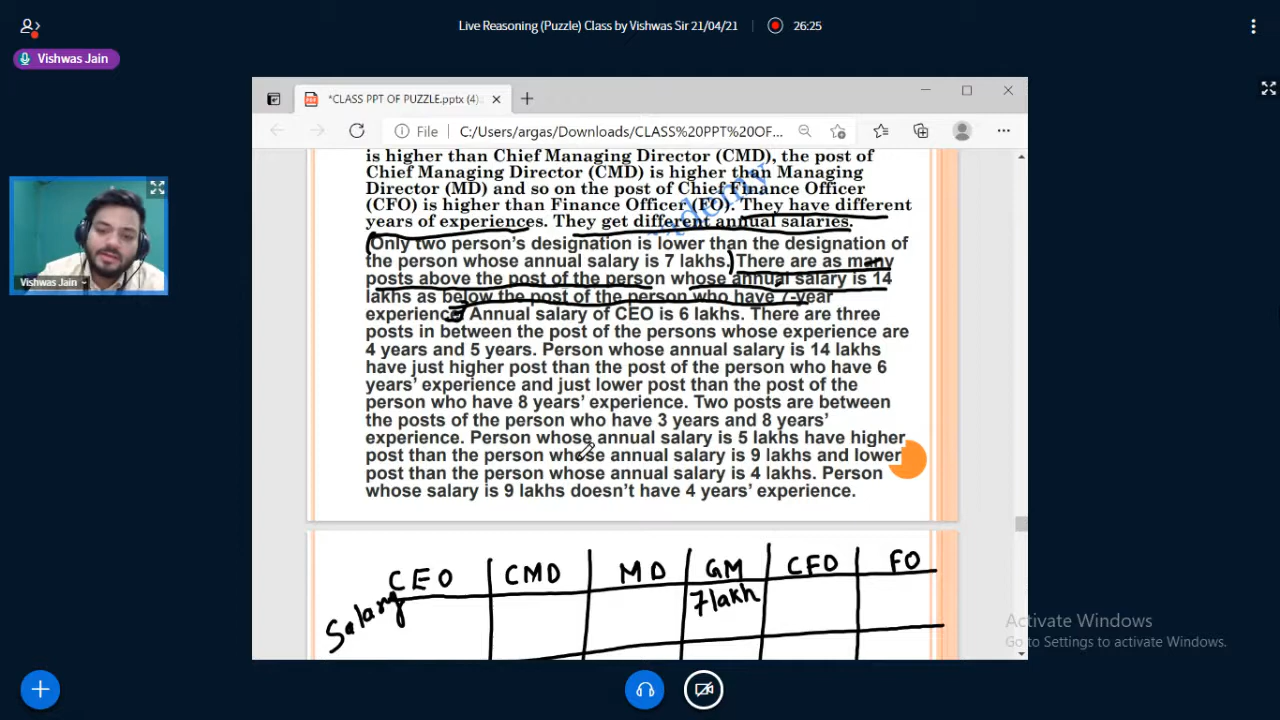 Live Reasoning (Puzzle) Class by Vishwas Sir 21/04/21
26:25
Vishwas Jain
*CLASS PPT OF PUZZLE.pptx (4).
File
C:/Users/argas/Downloads/CLASS%20PPT%20OF...
is higher than Chief Managing Director (CMD), the post of
Chief Managing Director (CMD) is higher than Managing
Director (MD) and so on the post of Chief Finance Officer
(CFO) is higher than Finance Officer (FO). They have different
years of experiences. They get different annual salaries.
Only two person's designation is lower than the designation of
the person whose annual salary is 7 lakhs. There are as many
posts above the post of the person whose annual salary is 14
lakhs as below the post of the person who have 7-year
experience. Annual salary of CEO is 6 lakhs. There are three
posts in between the post of the persons whose experience are
4 years and 5 years. Person whose annual salary is 14 lakhs
have just higher post than the post of the person who have 6
years' experience and just lower post than the post of the
person who have 8 years' experience. Two posts are between
the posts of the person who have 3 years and 8 years'
experience. Person whose annual salary is 5 lakhs have higher
post than the person whose annual salary is 9 lakhs and lower
post than the person whose annual salary is 4 lakhs. Person
whose salary is 9 lakhs doesn't have 4 years' experience.
Vishwas Jain
CEO CMD MD GM CFO FO
Salary 7 lakh
Activate Windows
Go to Settings to activate Windows.